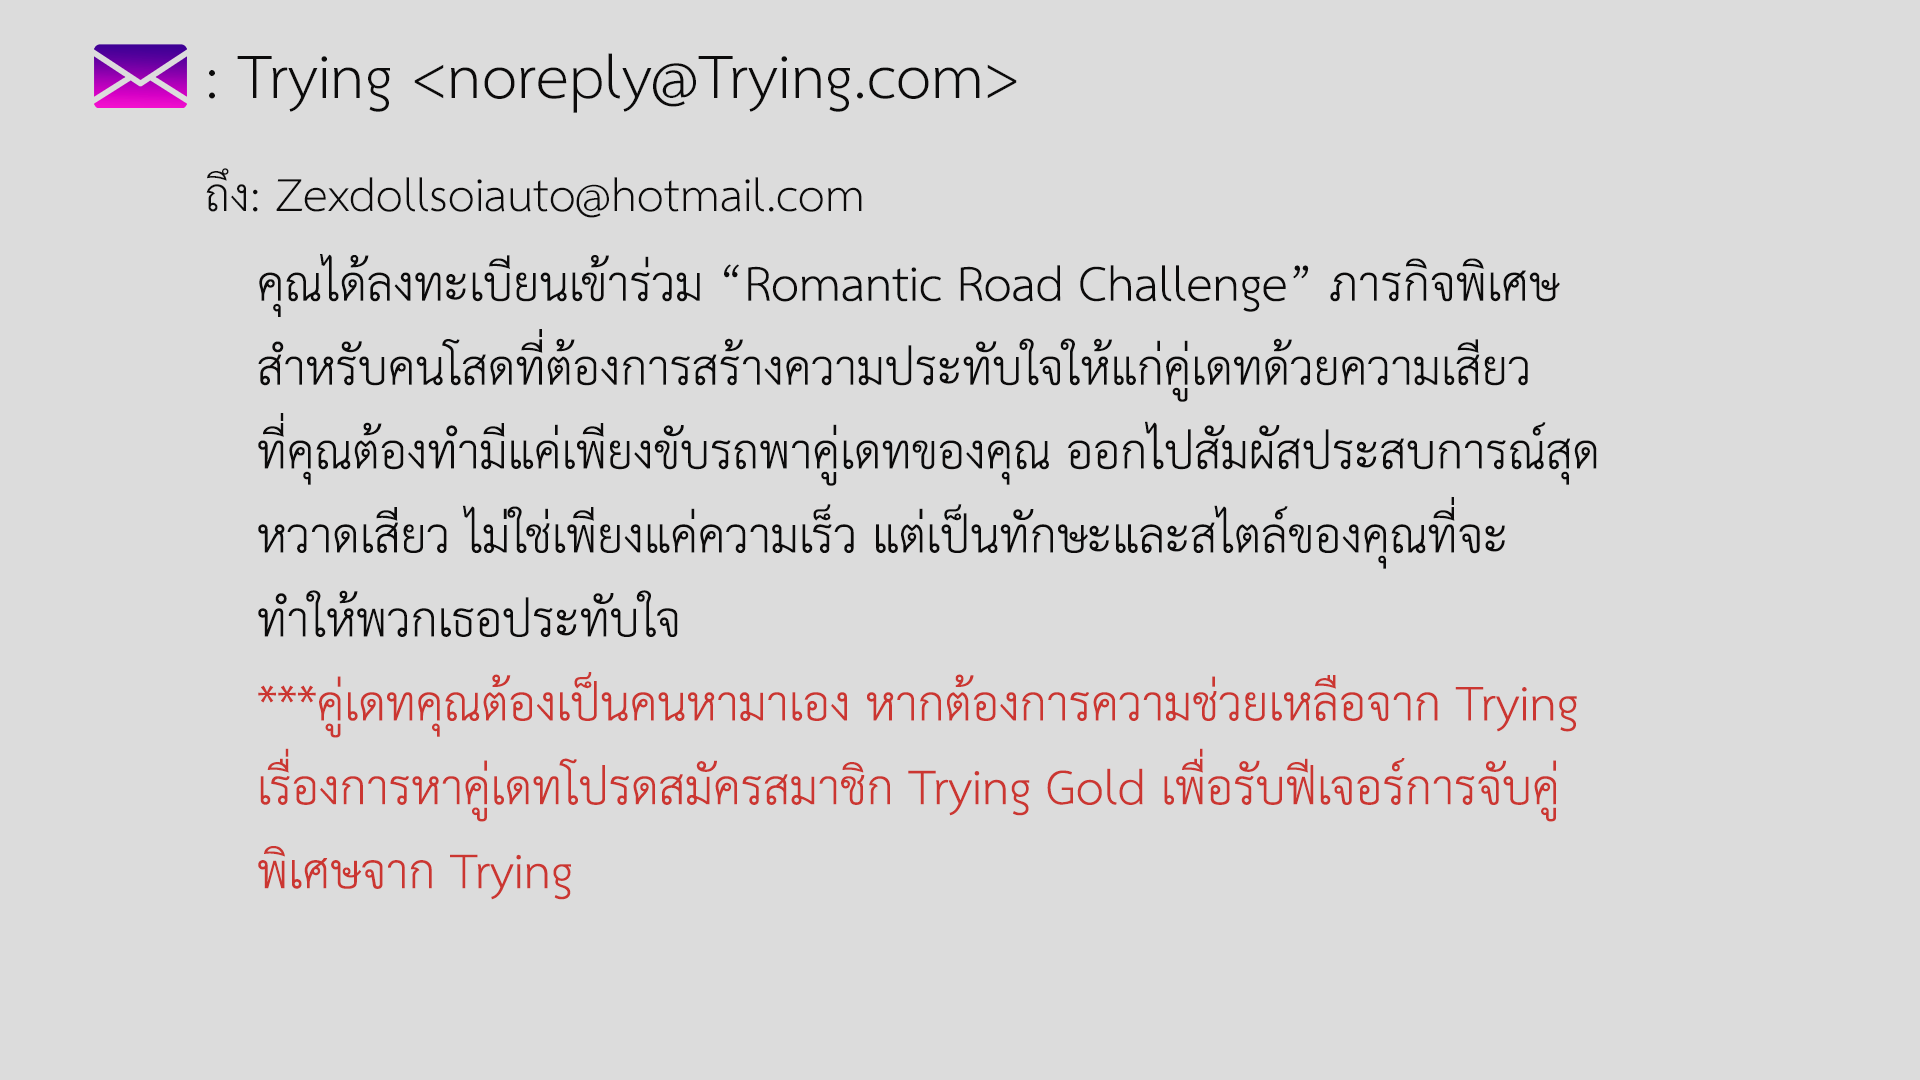 : Trying <noreply@Trying.com>
ถึง: Zexdollsoiauto@hotmail.com
คุณได้ลงทะเบียนเข้าร่วม “Romantic Road Challenge” ภารกิจพิเศษ
สำหรับคนโสดที่ต้องการสร้างความประทับใจให้แก่คู่เดทด้วยความเสียว
ที่คุณต้องทำมีแค่เพียงขับรถพาคู่เดทของคุณ ออกไปสัมผัสประสบการณ์สุด
หวาดเสียว ไม่ใช่เพียงแค่ความเร็ว แต่เป็นทักษะและสไตล์ของคุณที่จะ
ทำให้พวกเธอประทับใจ
***คู่เดทคุณต้องเป็นคนหามาเอง หากต้องการความช่วยเหลือจาก Trying
เรื่องการหาคู่เดทโปรดสมัครสมาชิก Trying Gold เพื่อรับฟีเจอร์การจับคู่
พิเศษจาก Trying